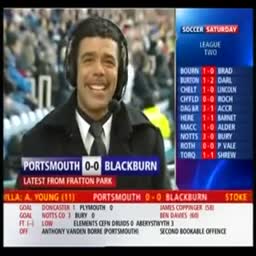 SOCCER SATURDAY
LEAGUE
TWO
BOURN 1-0 BRAD
BURTON 1-2 DARL
CHELT 1-0 LINCOLN
CHFLD 0-0 ROCH
DAG&R 3-1 ACCR
HERE 1-1 BARNET
MACC 1-0 ALDER
NOTTS 3-0 BURY
ROTH 0-0 P VALE
TORQ 1-1 SHREW
PORTSMOUTH 0-0 BLACKBURN
LATEST FROM FRATTON PARK
VILLA: A. YOUNG (11) PORTSMOUTH 0-0 BLACKBURN STOKE
GOAL DONCASTER 1 PLYMOUTH 0 JAMES COPPINGER (58)
GOAL NOTTS CO 3 BURY 0 BEN DAVIES (60)
FT (-) LOW ELEMENTS CEFN DRUIDS 0 ABERYSTWYTH 3
OFF ANTHONY VANDEN BORRE (PORTSMOUTH) SECOND BOOKABLE OFFENCE